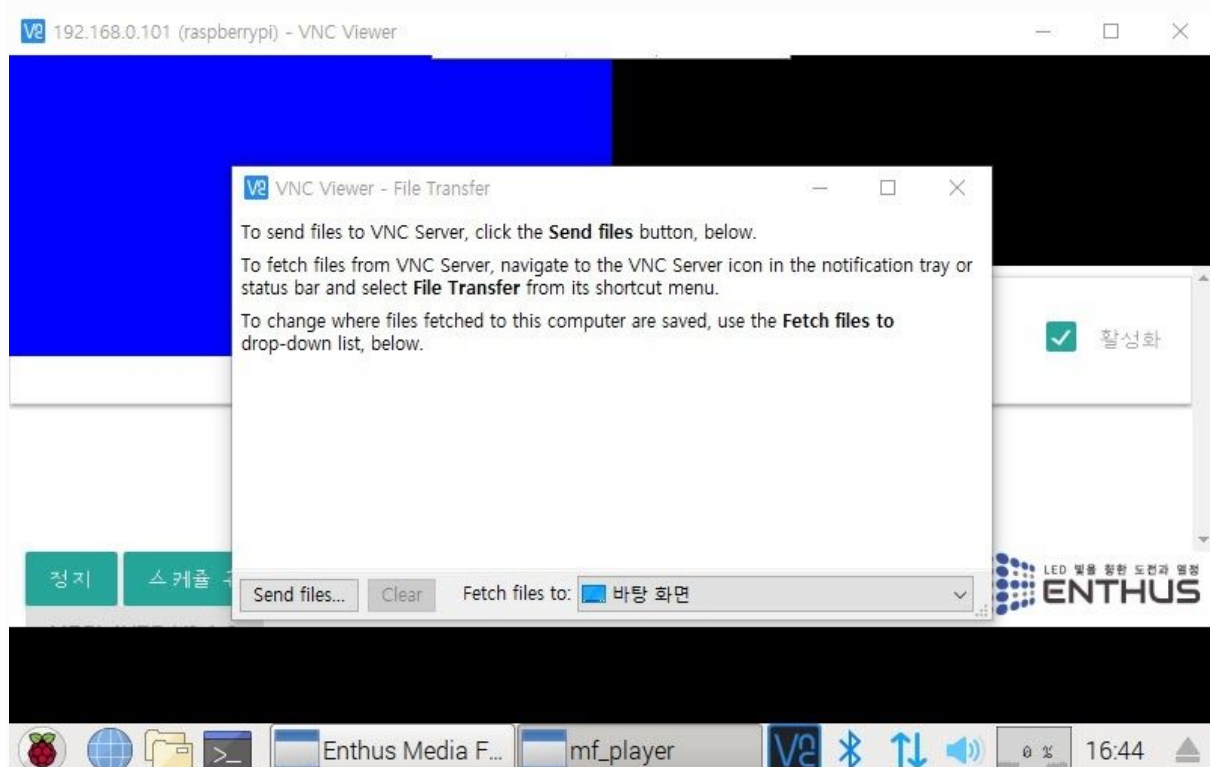 192.168.0.101 (raspberrypi) - VNC Viewer
VNC Viewer - File Transfer
To send files to VNC Server, click the Send files button, below.
To fetch files from VNC Server, navigate to the VNC Server icon in the notification tray or
status bar and select File Transfer from its shortcut menu.
To change where files fetched to this computer are saved, use the Fetch files to
drop-down list, below.
활성화
정지
스케줄
Send files...
Clear
Fetch files to:
바탕 화면
LED 빛을 향한 도전과 열정
ENTHUS
Enthus Media F...
mf_player
0 %
16:44